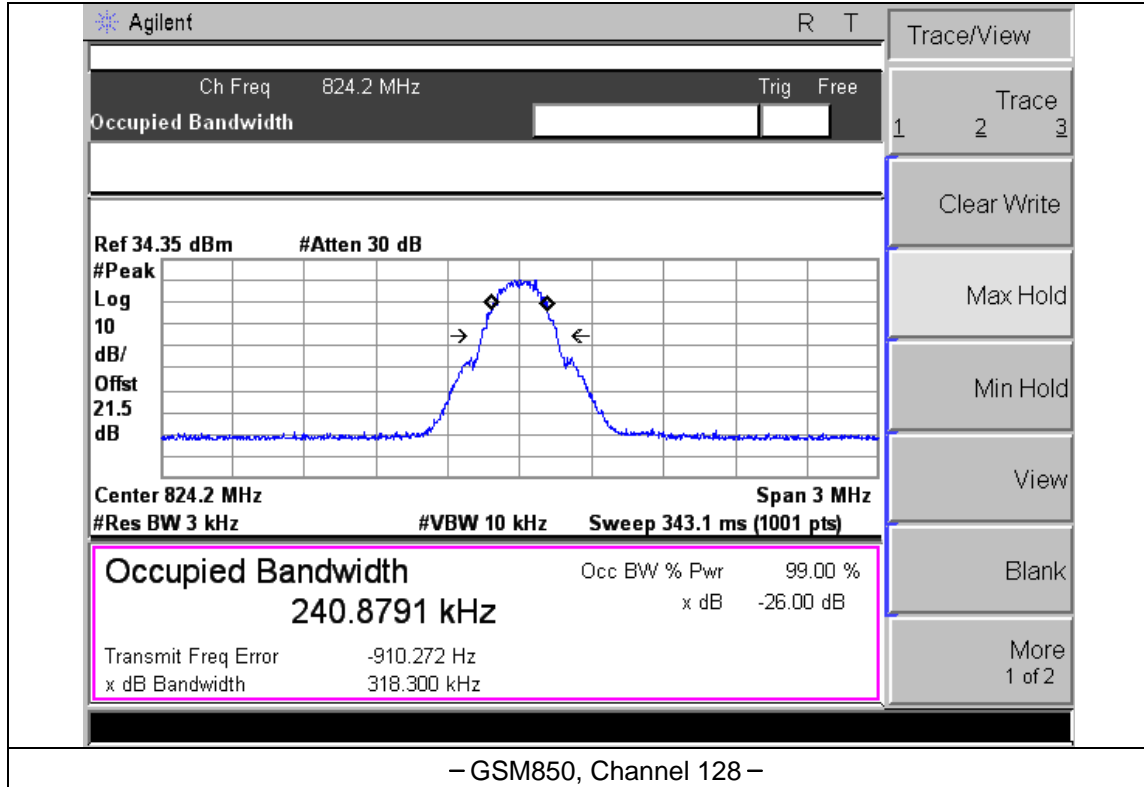 Agilent R T
Ch Freq 824.2 MHz Trig Free
Occupied Bandwidth
Ref 34.35 dBm #Atten 30 dB
#Peak
Log
10
dB/
Offst
21.5
dB
Center 824.2 MHz Span 3 MHz
#Res BW 3 kHz #VBW 10 kHz Sweep 343.1 ms (1001 pts)
Occupied Bandwidth Occ BW % Pwr 99.00 %
240.8791 kHz x dB -26.00 dB
Transmit Freq Error -910.272 Hz
x dB Bandwidth 318.300 kHz
Trace/View
Trace
1 2 3
Clear Write
Max Hold
Min Hold
View
Blank
More
1 of 2
–GSM850, Channel 128–